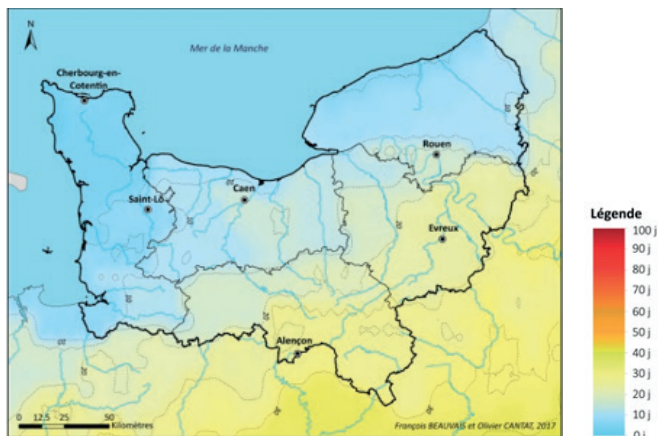 N
Mer de la Manche
Cherbourg-en-
Cotentin
Rouen
Caen
Saint-Lô
Evreux
Alençon
0 12,5 25 50
Kilomètres
François BEAUVAIS et Olivier CANTAT, 2017
Légende
100 j
90 j
80 j
70 j
60 j
50 j
40 j
30 j
20 j
10 j
0 j